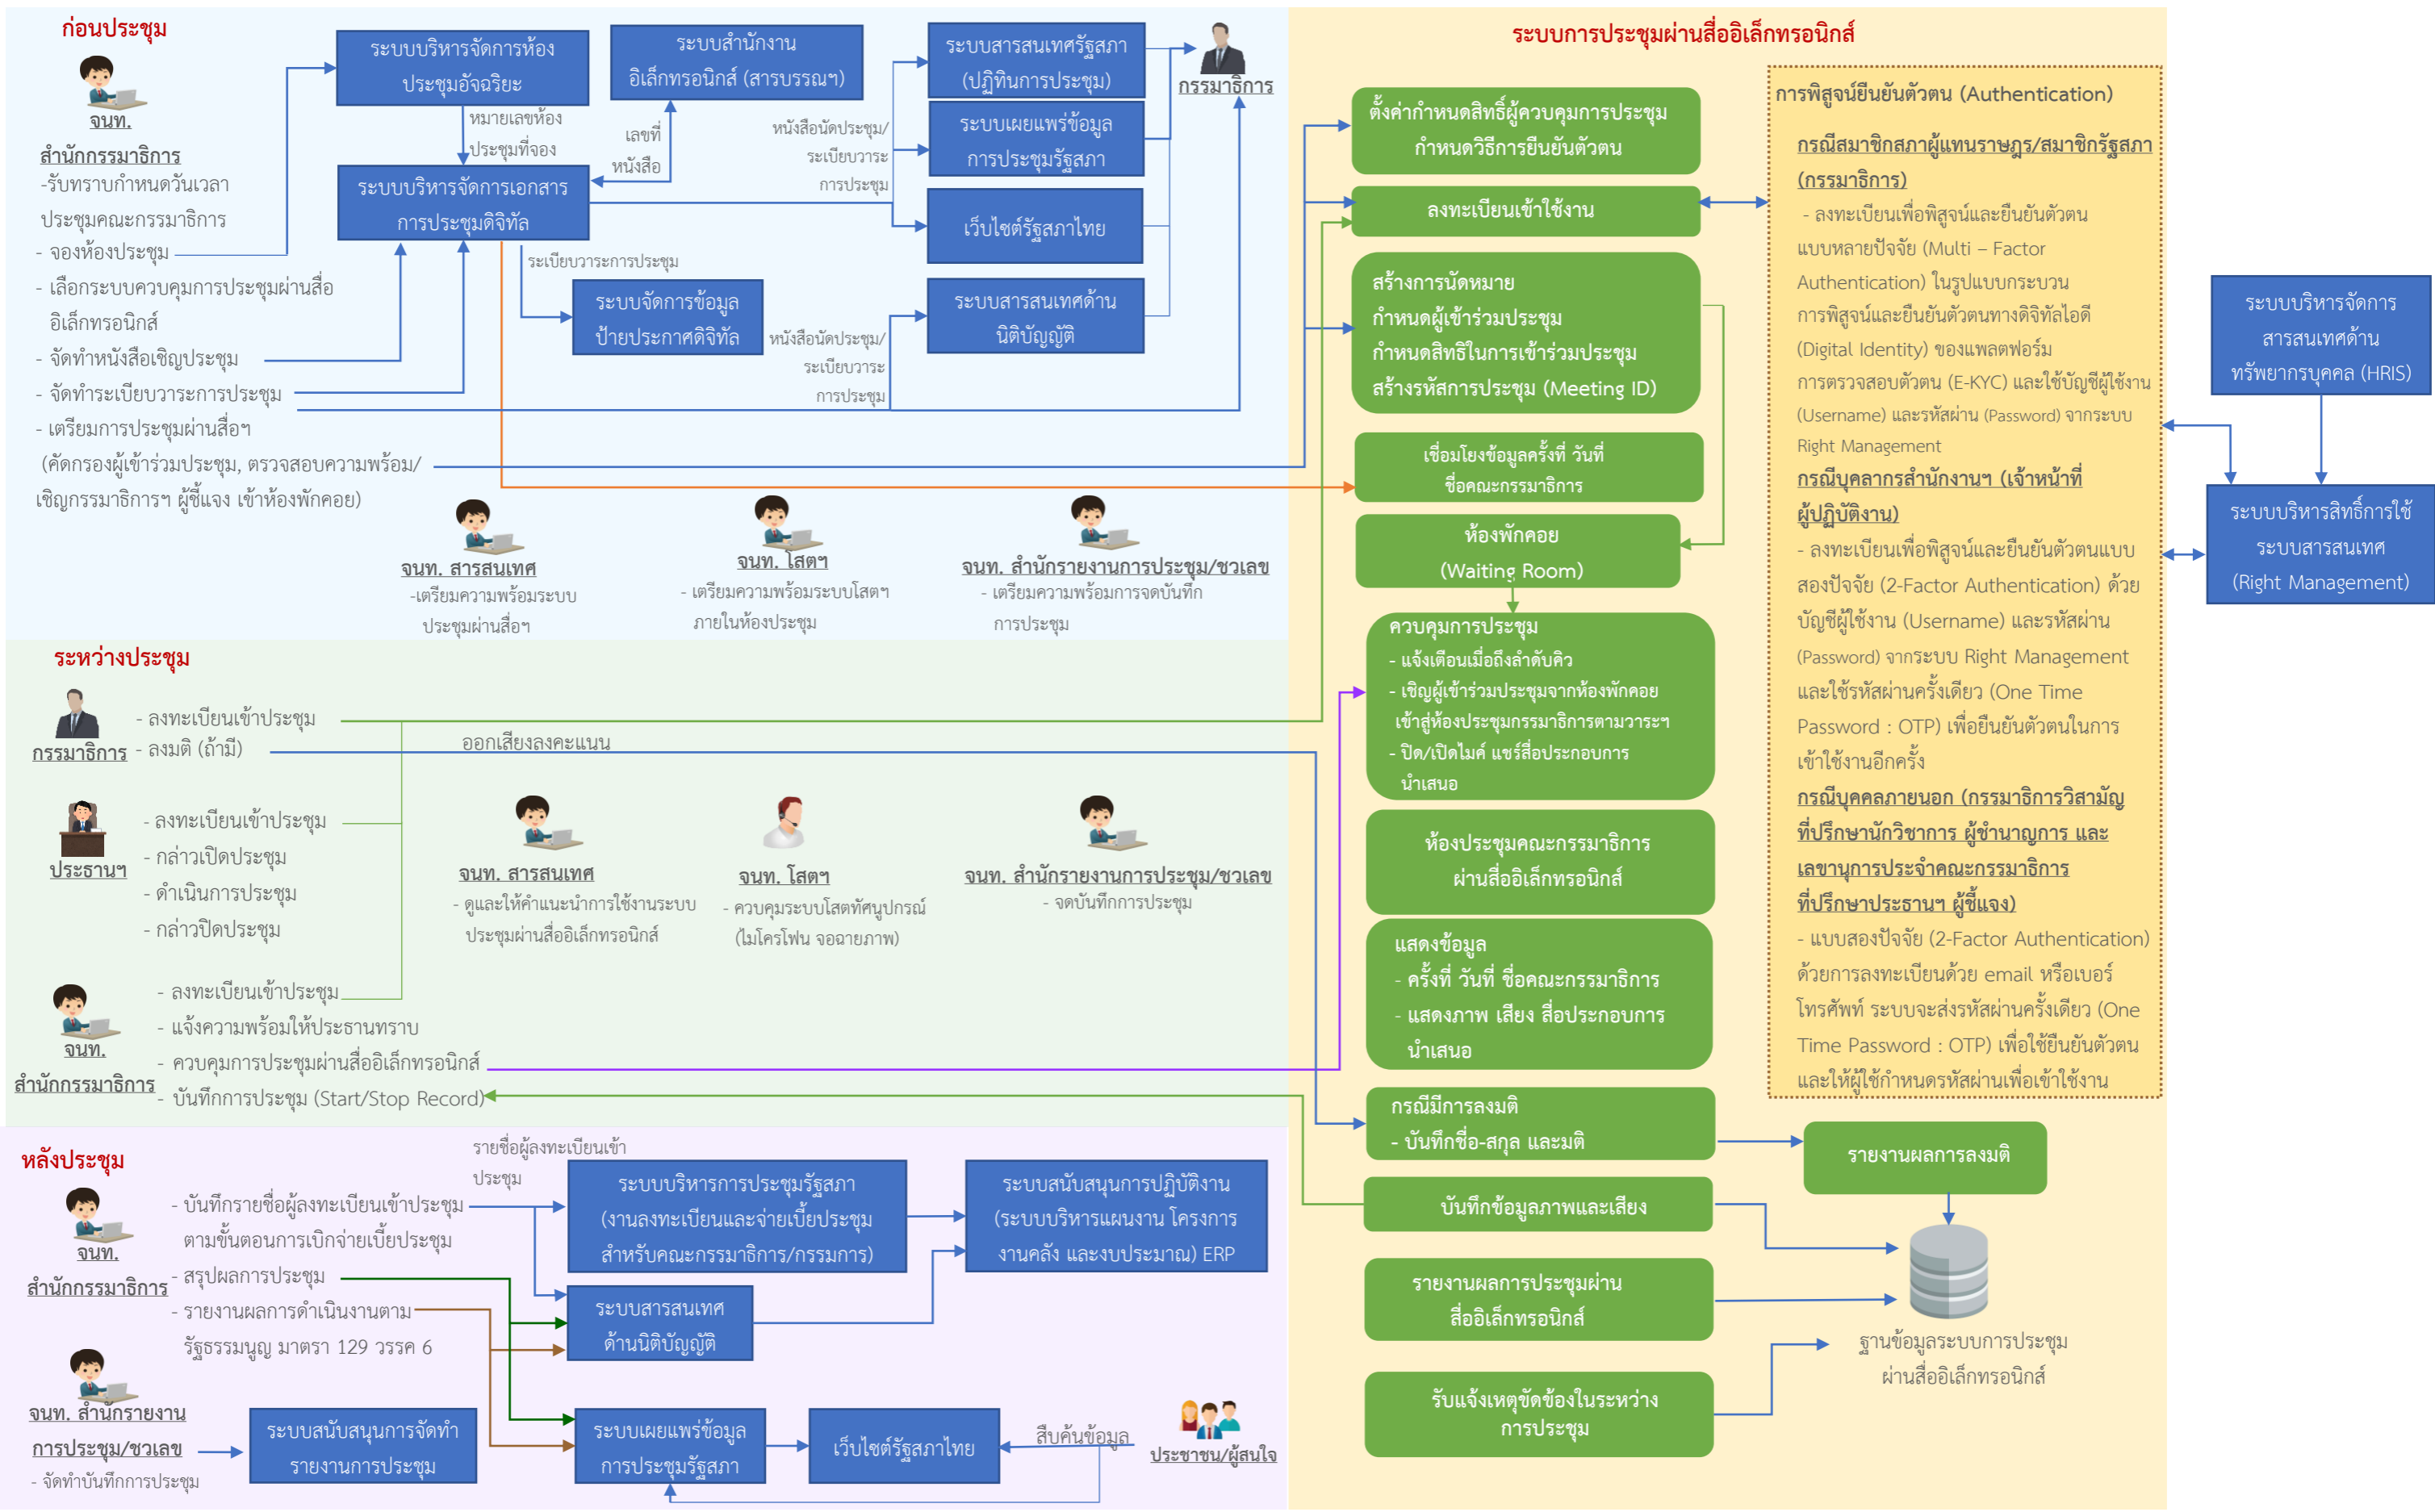 ก่อนประชุม
จนท.
สำนักกรรมาธิการ
-รับทราบกำหนดวันเวลา
ประชุมคณะกรรมาธิการ
- จองห้องประชุม
- เลือกระบบควบคุมการประชุมผ่านสื่อ
อิเล็กทรอนิกส์
- จัดทำหนังสือเชิญประชุม
- จัดทำระเบียบวาระการประชุม
- เตรียมการประชุมผ่านสื่อฯ
(คัดกรองผู้เข้าร่วมประชุม, ตรวจสอบความพร้อม/
เชิญกรรมาธิการฯ ผู้ชี้แจง เข้าห้องพักคอย)
ระบบบริหารจัดการห้อง
ประชุมอัจฉริยะ
หมายเลขห้อง
ประชุมที่จอง
ระบบสำนักงาน
อิเล็กทรอนิกส์ (สารบรรณฯ)
เลขที่
หนังสือ
ระบบบริหารจัดการเอกสาร
การประชุมดิจิทัล
ระเบียบวาระการประชุม
ระบบจัดการข้อมูล
ป้ายประกาศดิจิทัล
หนังสือนัดประชุม/
ระเบียบวาระ
การประชุม
หนังสือนัดประชุม/
ระเบียบวาระ
การประชุม
ระบบสารสนเทศรัฐสภา
(ปฏิทินการประชุม)
ระบบเผยแพร่ข้อมูล
การประชุมรัฐสภา
เว็บไซต์รัฐสภาไทย
ระบบสารสนเทศด้าน
นิติบัญญัติ
กรรมาธิการ
จนท. สารสนเทศ
-เตรียมความพร้อมระบบ
ประชุมผ่านสื่อฯ
จนท. โสตฯ
- เตรียมความพร้อมระบบโสตฯ
ภายในห้องประชุม
จนท. สำนักรายงานการประชุม/ชวเลข
- เตรียมความพร้อมการจดบันทึก
การประชุม
ระหว่างประชุม
กรรมาธิการ
- ลงทะเบียนเข้าประชุม
- ลงมติ (ถ้ามี)
ออกเสียงลงคะแนน
ประธานฯ
- ลงทะเบียนเข้าประชุม
- กล่าวเปิดประชุม
- ดำเนินการประชุม
- กล่าวปิดประชุม
จนท. สารสนเทศ
- ดูและให้คำแนะนำการใช้งานระบบ
ประชุมผ่านสื่ออิเล็กทรอนิกส์
จนท. โสตฯ
- ควบคุมระบบโสตทัศนูปกรณ์
(ไมโครโฟน จอฉายภาพ)
จนท. สำนักรายงานการประชุม/ชวเลข
- จดบันทึกการประชุม
จนท.
สำนักกรรมาธิการ
- ลงทะเบียนเข้าประชุม
- แจ้งความพร้อมให้ประธานทราบ
- ควบคุมการประชุมผ่านสื่ออิเล็กทรอนิกส์
- บันทึกการประชุม (Start/Stop Record)
หลังประชุม
จนท.
สำนักกรรมาธิการ
- บันทึกรายชื่อผู้ลงทะเบียนเข้าประชุม
ตามขั้นตอนการเบิกจ่ายเบี้ยประชุม
- สรุปผลการประชุม
- รายงานผลการดำเนินงานตาม
รัฐธรรมนูญ มาตรา 129 วรรค 6
รายชื่อผู้ลงทะเบียนเข้า
ประชุม
ระบบบริหารการประชุมรัฐสภา
(งานลงทะเบียนและจ่ายเบี้ยประชุม
สำหรับคณะกรรมาธิการ/กรรมการ)
ระบบสนับสนุนการปฏิบัติงาน
(ระบบบริหารแผนงาน โครงการ
งานคลัง และงบประมาณ) ERP
ระบบสารสนเทศ
ด้านนิติบัญญัติ
จนท. สำนักรายงาน
การประชุม/ชวเลข
- จัดทำบันทึกการประชุม
ระบบสนับสนุนการจัดทำ
รายงานการประชุม
ระบบเผยแพร่ข้อมูล
การประชุมรัฐสภา
เว็บไซต์รัฐสภาไทย
สืบค้นข้อมูล
ประชาชน/ผู้สนใจ
ระบบการประชุมผ่านสื่ออิเล็กทรอนิกส์
ตั้งค่ากำหนดสิทธิ์ผู้ควบคุมการประชุม
กำหนดวิธีการยืนยันตัวตน
ลงทะเบียนเข้าใช้งาน
สร้างการนัดหมาย
กำหนดผู้เข้าร่วมประชุม
กำหนดสิทธิในการเข้าร่วมประชุม
สร้างรหัสการประชุม (Meeting ID)
เชื่อมโยงข้อมูลครั้งที่ วันที่
ชื่อคณะกรรมาธิการ
ห้องพักคอย
(Waiting Room)
ควบคุมการประชุม
- แจ้งเตือนเมื่อถึงลำดับคิว
- เชิญผู้เข้าร่วมประชุมจากห้องพักคอย
เข้าสู่ห้องประชุมกรรมาธิการตามวาระฯ
- ปิด/เปิดไมค์ แชร์สื่อประกอบการ
นำเสนอ
ห้องประชุมคณะกรรมาธิการ
ผ่านสื่ออิเล็กทรอนิกส์
แสดงข้อมูล
- ครั้งที่ วันที่ ชื่อคณะกรรมาธิการ
- แสดงภาพ เสียง สื่อประกอบการ
นำเสนอ
กรณีมีการลงมติ
- บันทึกชื่อ-สกุล และมติ
บันทึกข้อมูลภาพและเสียง
รายงานผลการประชุมผ่าน
สื่ออิเล็กทรอนิกส์
รับแจ้งเหตุขัดข้องในระหว่าง
การประชุม
การพิสูจน์ยืนยันตัวตน (Authentication)
กรณีสมาชิกสภาผู้แทนราษฎร/สมาชิกรัฐสภา
(กรรมาธิการ)
- ลงทะเบียนเพื่อพิสูจน์และยืนยันตัวตน
แบบหลายปัจจัย (Multi – Factor
Authentication) ในรูปแบบกระบวน
การพิสูจน์และยืนยันตัวตนทางดิจิทัลไอดี
(Digital Identity) ของแพลตฟอร์ม
การตรวจสอบตัวตน (E-KYC) และใช้บัญชีผู้ใช้งาน
(Username) และรหัสผ่าน (Password) จากระบบ
Right Management
กรณีบุคลากรสำนักงานฯ (เจ้าหน้าที่
ผู้ปฏิบัติงาน)
- ลงทะเบียนเพื่อพิสูจน์และยืนยันตัวตนแบบ
สองปัจจัย (2-Factor Authentication) ด้วย
บัญชีผู้ใช้งาน (Username) และรหัสผ่าน
(Password) จากระบบ Right Management
และใช้รหัสผ่านครั้งเดียว (One Time
Password : OTP) เพื่อยืนยันตัวตนในการ
เข้าใช้งานอีกครั้ง
กรณีบุคคลภายนอก (กรรมาธิการวิสามัญ
ที่ปรึกษานักวิชาการ ผู้ชำนาญการ และ
เลขานุการประจำคณะกรรมาธิการ
ที่ปรึกษาประธานฯ ผู้ชี้แจง)
- แบบสองปัจจัย (2-Factor Authentication)
ด้วยการลงทะเบียนด้วย email หรือเบอร์
โทรศัพท์ ระบบจะส่งรหัสผ่านครั้งเดียว (One
Time Password : OTP) เพื่อใช้ยืนยันตัวตน
และให้ผู้ใช้กำหนดรหัสผ่านเพื่อเข้าใช้งาน
รายงานผลการลงมติ
ฐานข้อมูลระบบการประชุม
ผ่านสื่ออิเล็กทรอนิกส์
ระบบบริหารจัดการ
สารสนเทศด้าน
ทรัพยากรบุคคล (HRIS)
ระบบบริหารสิทธิ์การใช้
ระบบสารสนเทศ
(Right Management)